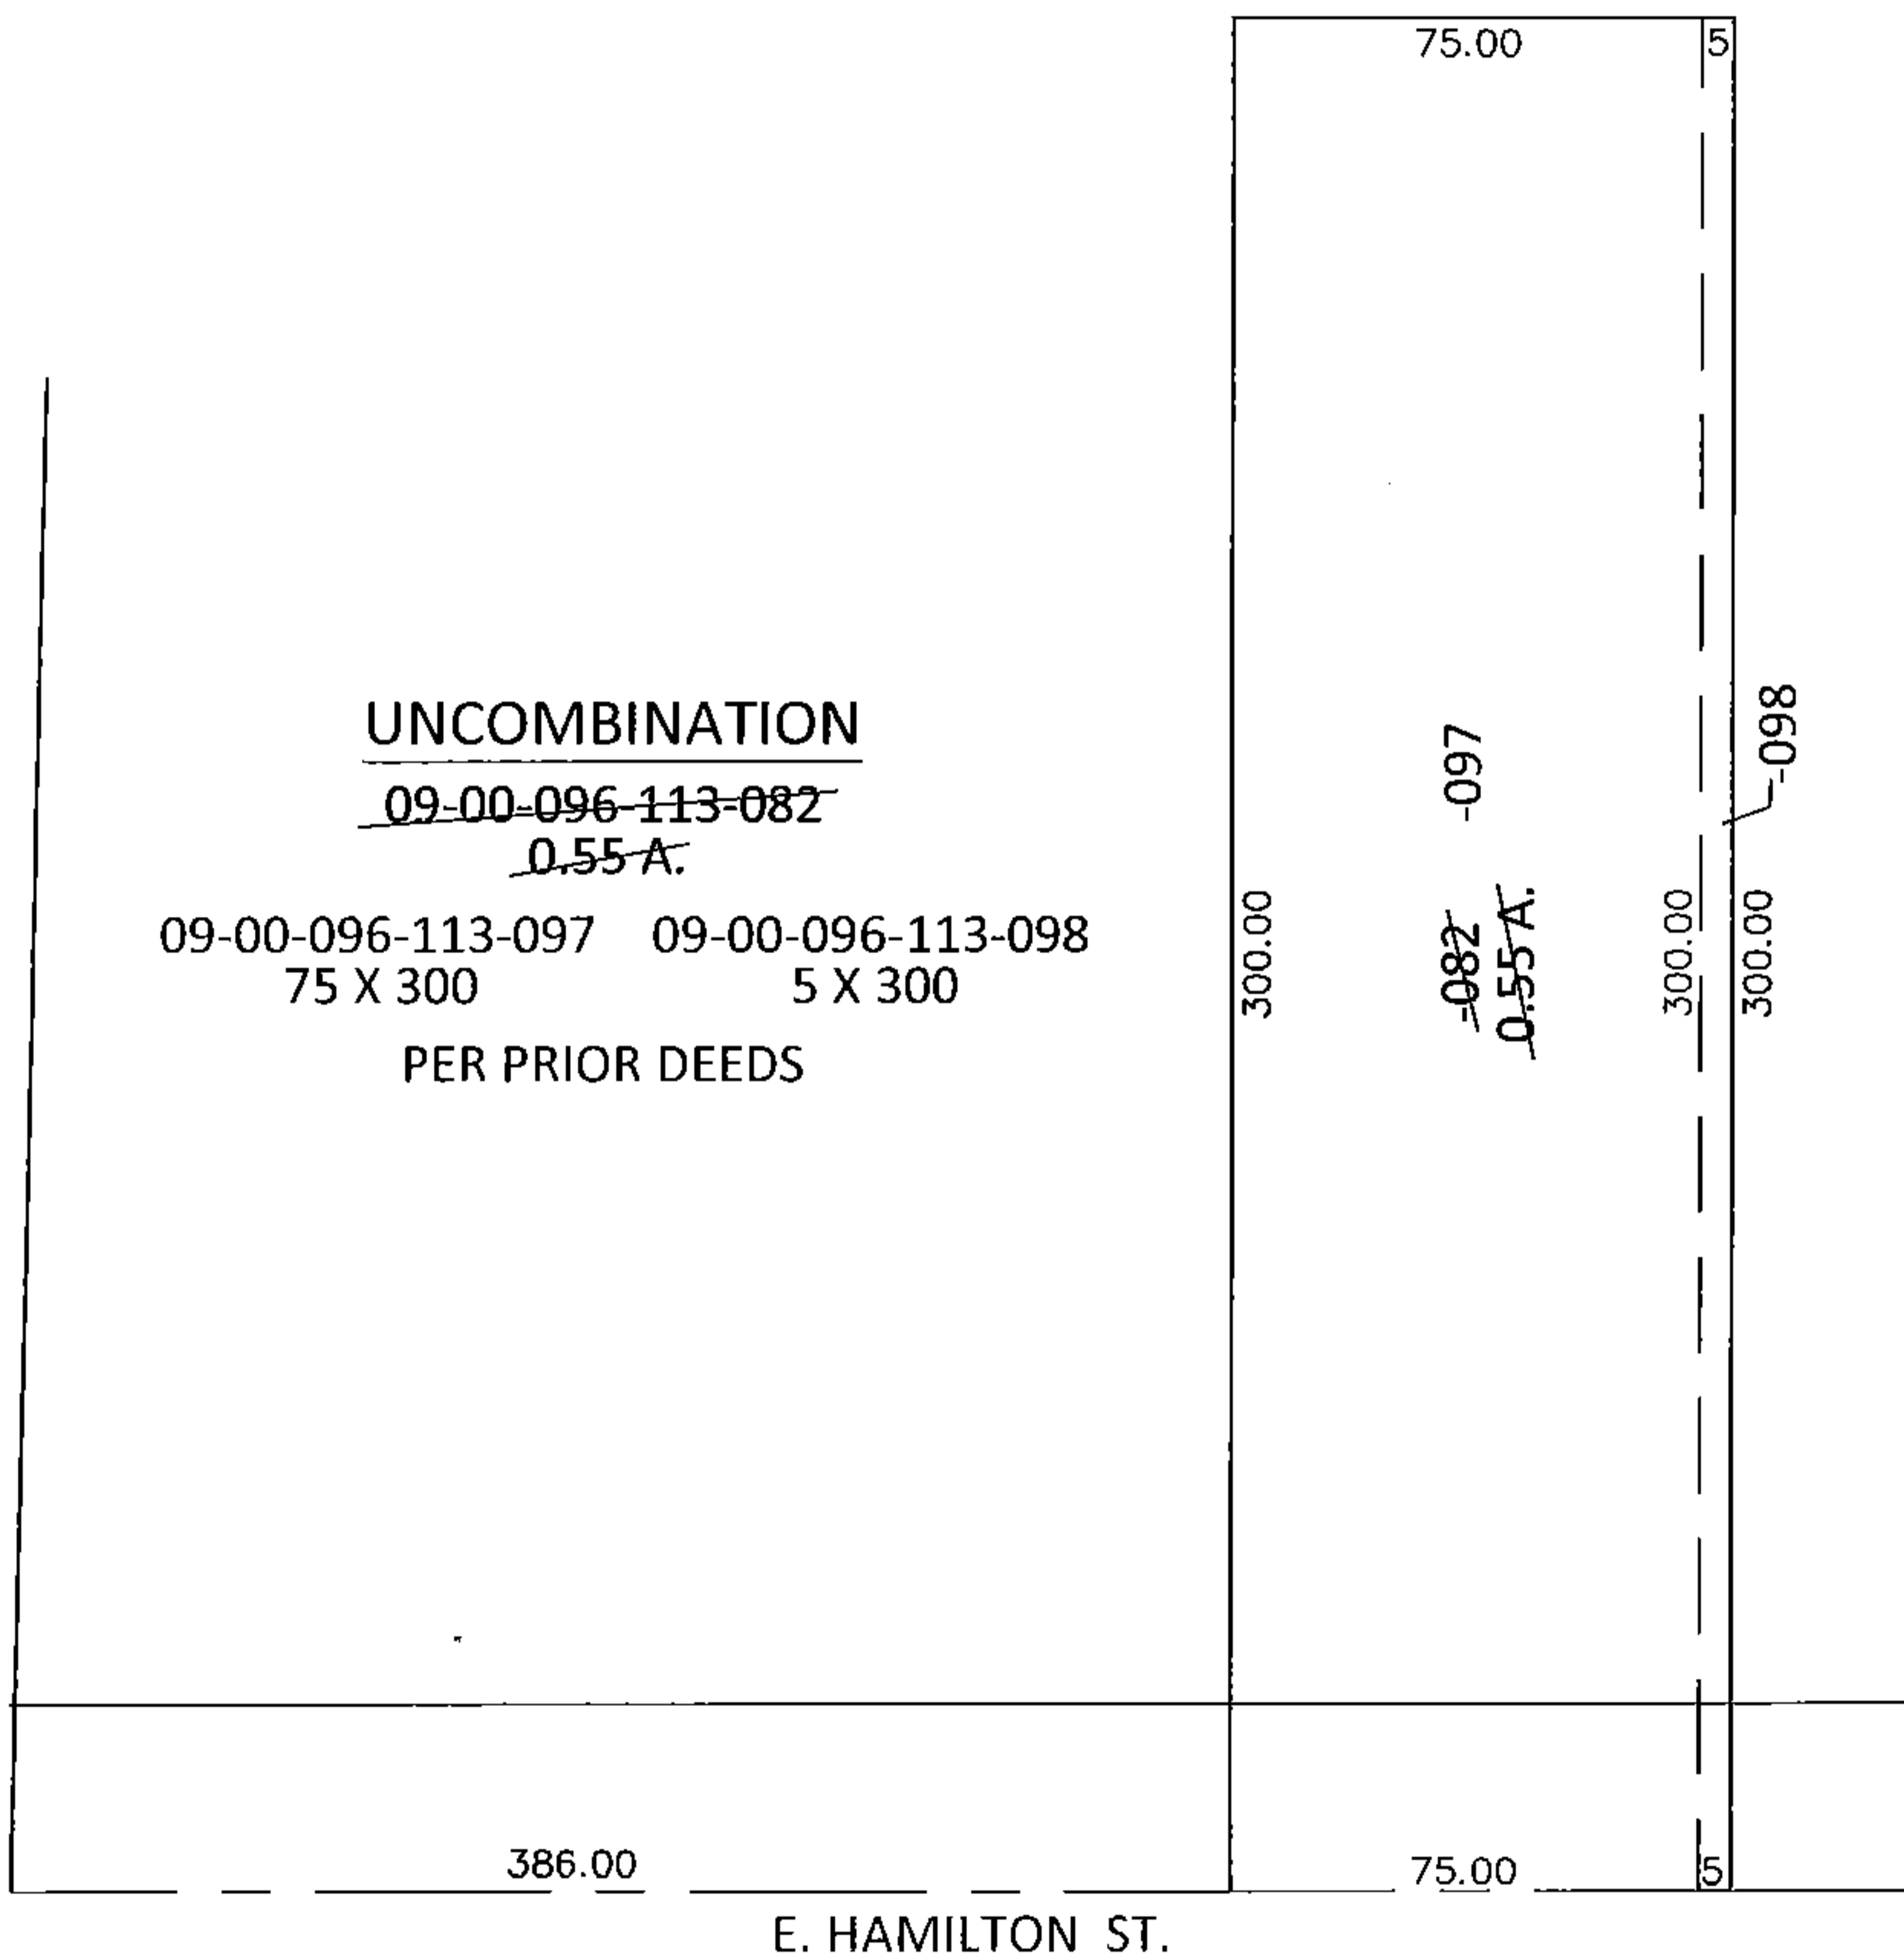 75.00 5
UNCOMBINATION
09-00-096-113-082
0.55 A.
09-00-096-113-097 09-00-096-113-098
75 X 300 5 X 300
PER PRIOR DEEDS
300.00
-097
-082
0.55 A.
300.00
-098
300.00
386.00
75.00 5
E. HAMILTON ST.